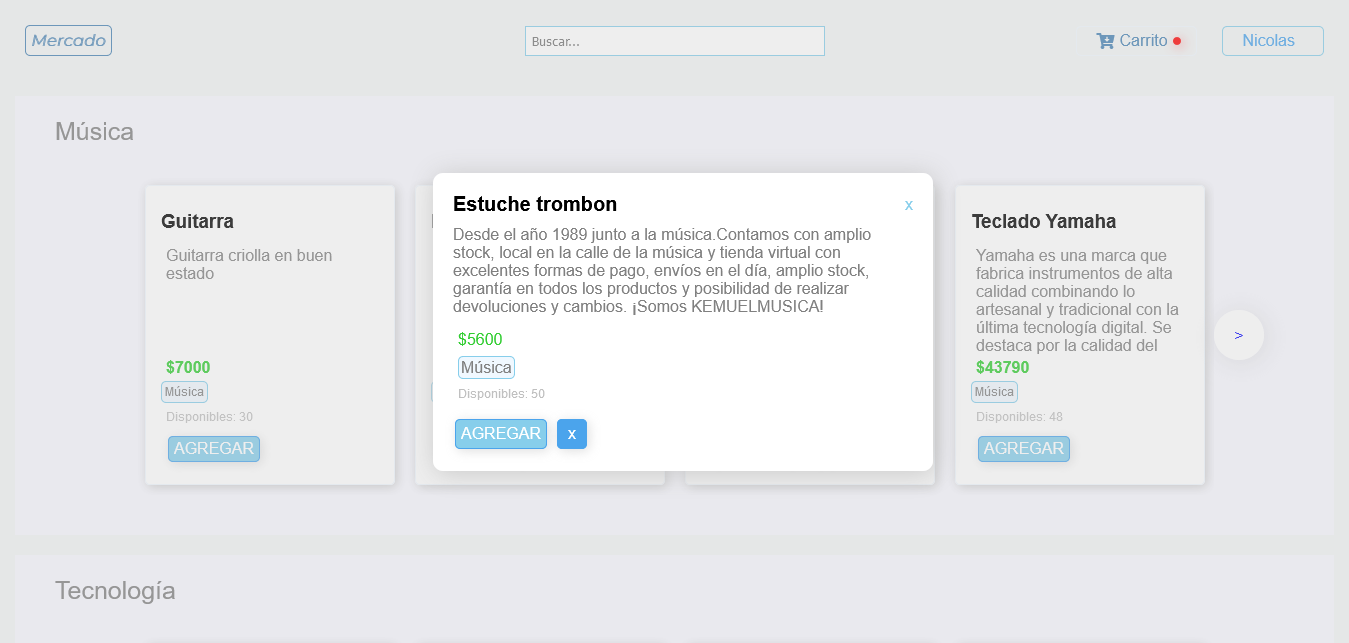 Mercado
Buscar...
Carrito
Nicolas
Música
Guitarra
Guitarra criolla en buen
estado
$7000
Música
Disponibles: 30
AGREGAR
Estuche trombon
x
Desde el año 1989 junto a la música.Contamos con amplio
stock, local en la calle de la música y tienda virtual con
excelentes formas de pago, envíos en el día, amplio stock,
garantía en todos los productos y posibilidad de realizar
devoluciones y cambios. ¡Somos KEMUELMUSICA!
$5600
Música
Disponibles: 50
AGREGAR
x
Teclado Yamaha
Yamaha es una marca que
fabrica instrumentos de alta
calidad combinando lo
artesanal y tradicional con la
última tecnología digital. Se
destaca por la calidad del
$43790
Música
Disponibles: 48
AGREGAR
>
Tecnología